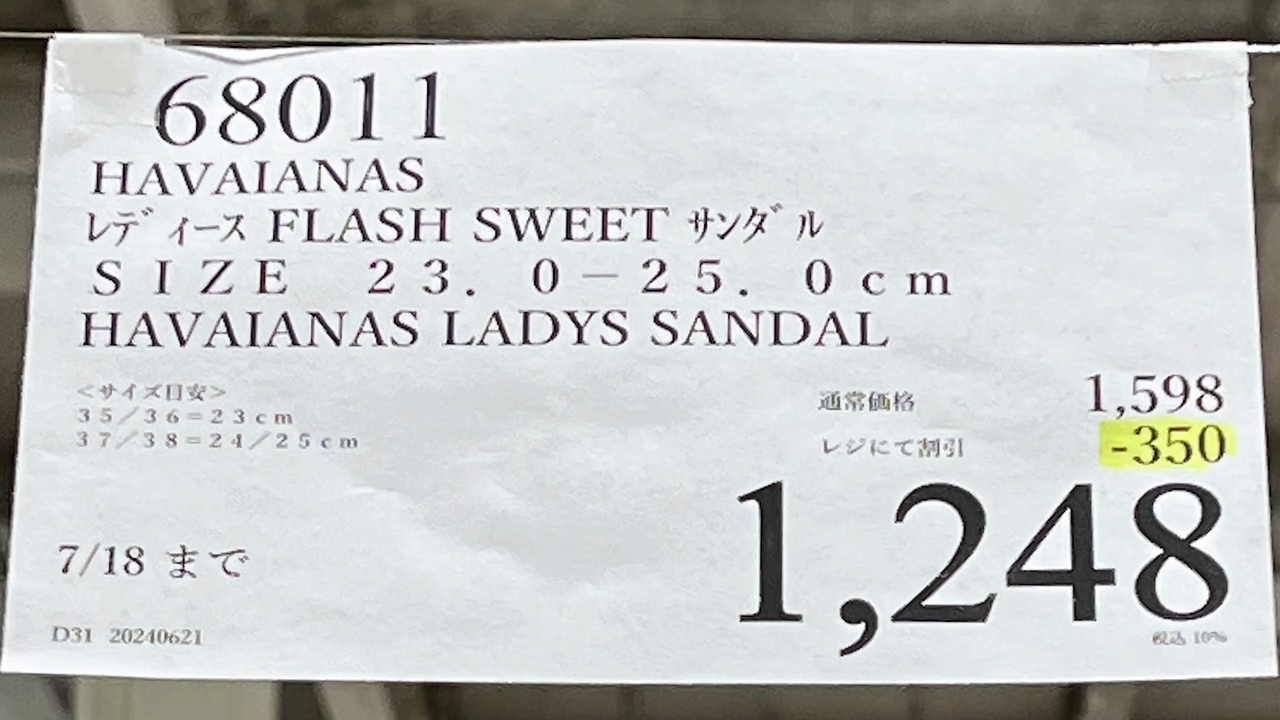 68011
HAVAIANAS
レディース FLASH SWEET サンダル
ＳＩＺＥ　２３．０－２５．０ｃｍ
HAVAIANAS LADYS SANDAL
＜サイズ目安＞
３５／３６＝２３ｃｍ
３７／３８＝２４／２５ｃｍ
通常価格 1,598
レジにて割引 -350
1,248
税込 10%
7/18 まで
D31 20240621